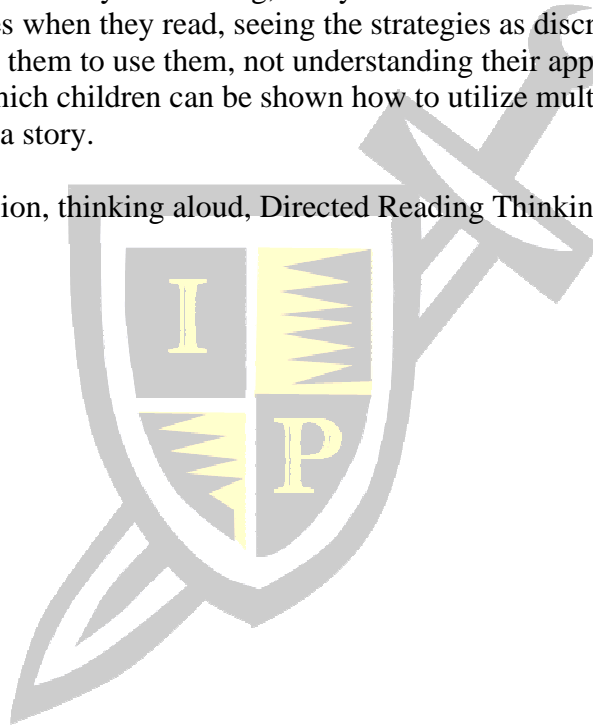 es when they read, seeing the strategies as discr
them to use them, not understanding their app
hich children can be shown how to utilize mult
a story.
ion, thinking aloud, Directed Reading Thinkin
I
P